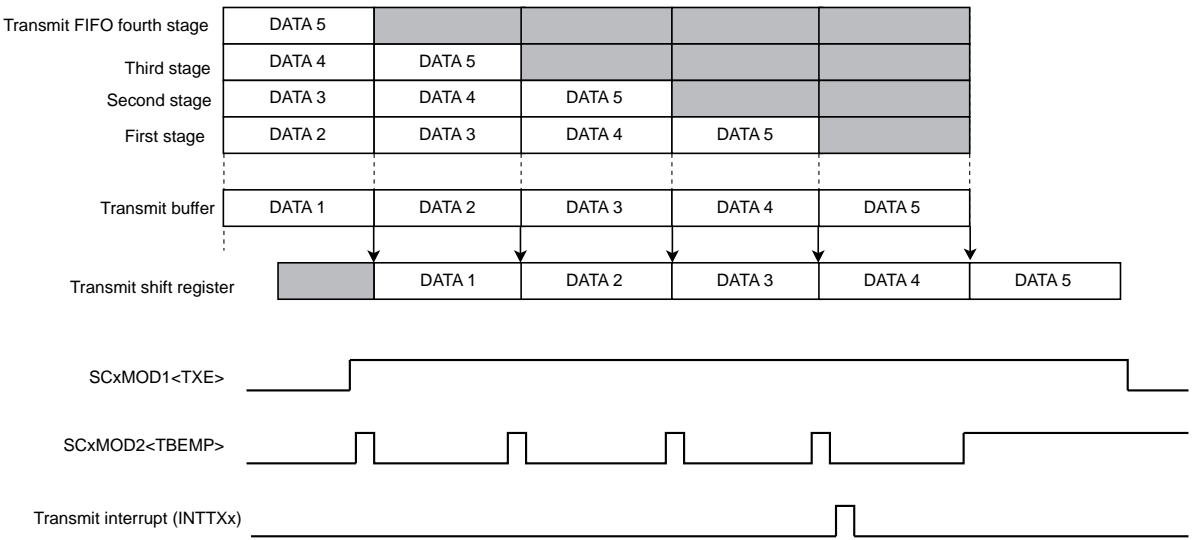 Transmit FIFO fourth stage DATA 5
Third stage DATA 4 DATA 5
Second stage DATA 3 DATA 4 DATA 5
First stage DATA 2 DATA 3 DATA 4 DATA 5
Transmit buffer DATA 1 DATA 2 DATA 3 DATA 4 DATA 5
Transmit shift register DATA 1 DATA 2 DATA 3 DATA 4 DATA 5
SCxMOD1<TXE>
SCxMOD2<TBEMP>
Transmit interrupt (INTTXx)